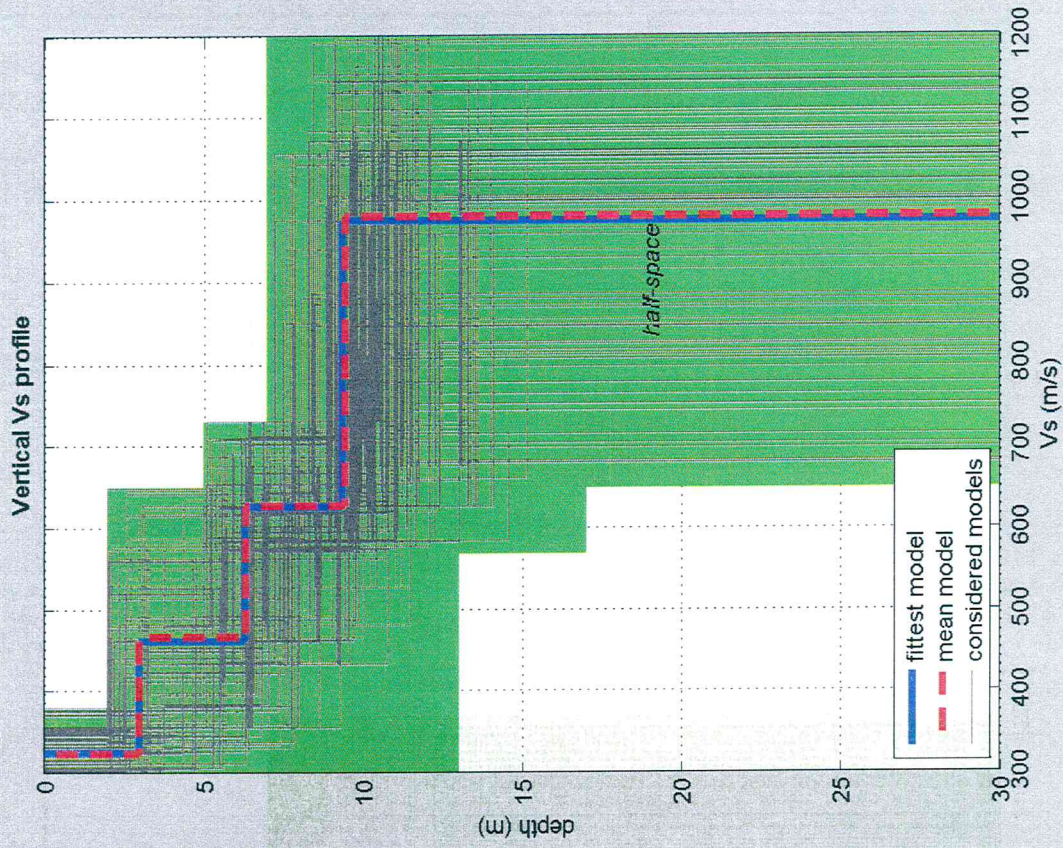 Vertical Vs profile
0
5
10
15
20
25
30
depth (m)
half-space
fittest model
mean model
considered models
300
400
500
600
700
800
900
1000
1100
1200
Vs (m/s)